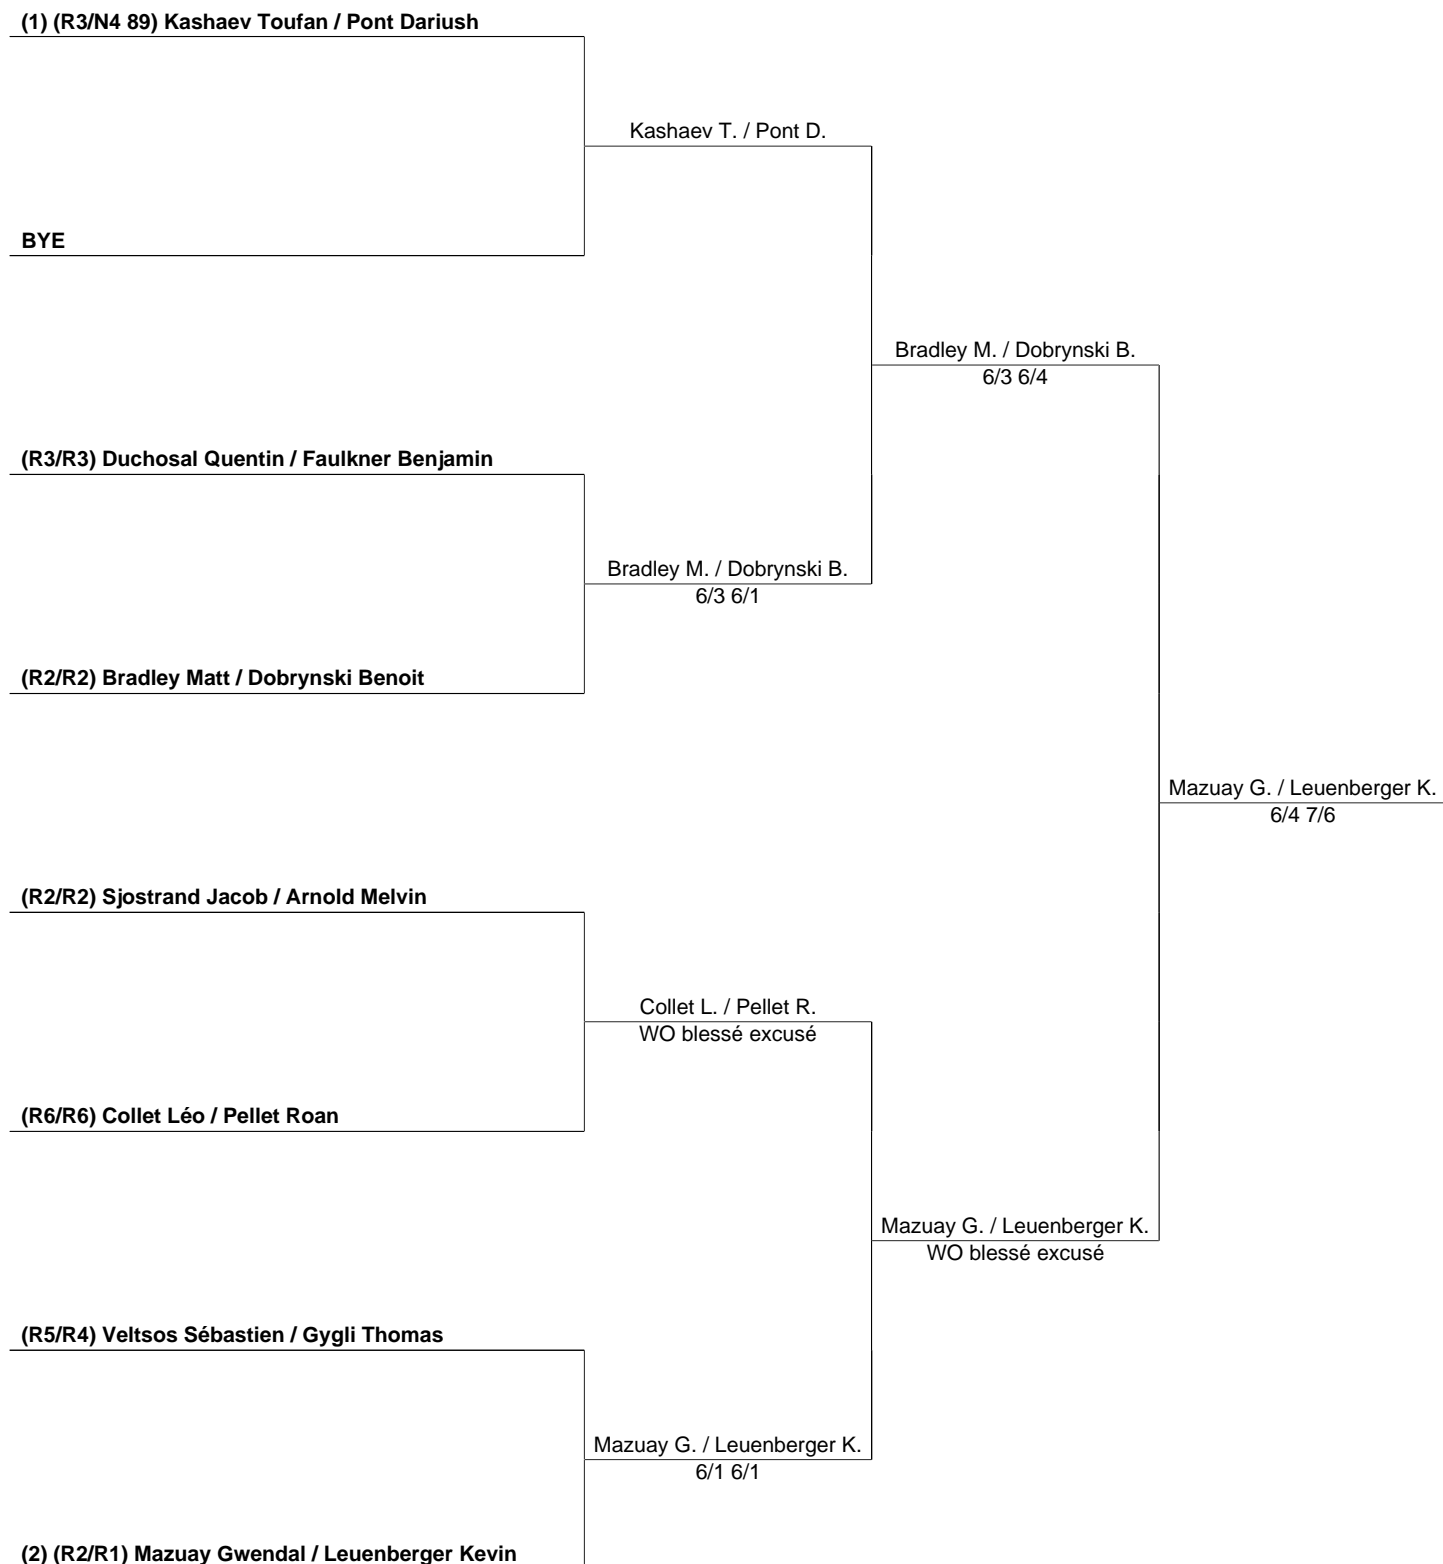 (1) (R3/N4 89) Kashaev Toufan / Pont Dariush
Kashaev T. / Pont D.
BYE
Bradley M. / Dobrynski B.
6/3 6/4
(R3/R3) Duchosal Quentin / Faulkner Benjamin
Bradley M. / Dobrynski B.
6/3 6/1
(R2/R2) Bradley Matt / Dobrynski Benoit
Mazuay G. / Leuenberger K.
6/4 7/6
(R2/R2) Sjostrand Jacob / Arnold Melvin
Collet L. / Pellet R.
WO blessé excusé
(R6/R6) Collet Léo / Pellet Roan
Mazuay G. / Leuenberger K.
WO blessé excusé
(R5/R4) Veltsos Sébastien / Gygli Thomas
Mazuay G. / Leuenberger K.
6/1 6/1
(2) (R2/R1) Mazuay Gwendal / Leuenberger Kevin